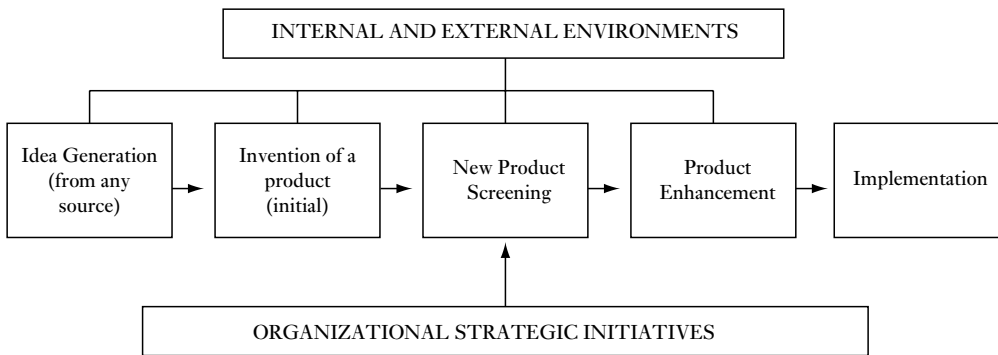 INTERNAL AND EXTERNAL ENVIRONMENTS
Idea Generation
(from any
source)
Invention of a
product
(initial)
New Product
Screening
Product
Enhancement
Implementation
ORGANIZATIONAL STRATEGIC INITIATIVES